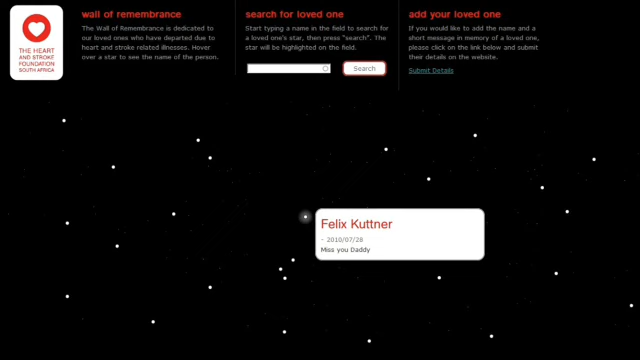 THE HEART
AND STROKE
FOUNDATION
SOUTH AFRICA
wall of remembrance
The Wall of Remembrance is dedicated to
our loved ones who have departed due to
heart and stroke related illnesses. Hover
over a star to see the name of the person.
search for loved one
Start typing a name in the field to search for
a loved one's star, then press "search". The
star will be highlighted on the field.
Search
add your loved one
If you would like to add the name and a
short message in memory of a loved one,
please click on the link below and submit
their details on the website.
Submit Details
Felix Kuttner
- 2010/07/28
Miss you Daddy